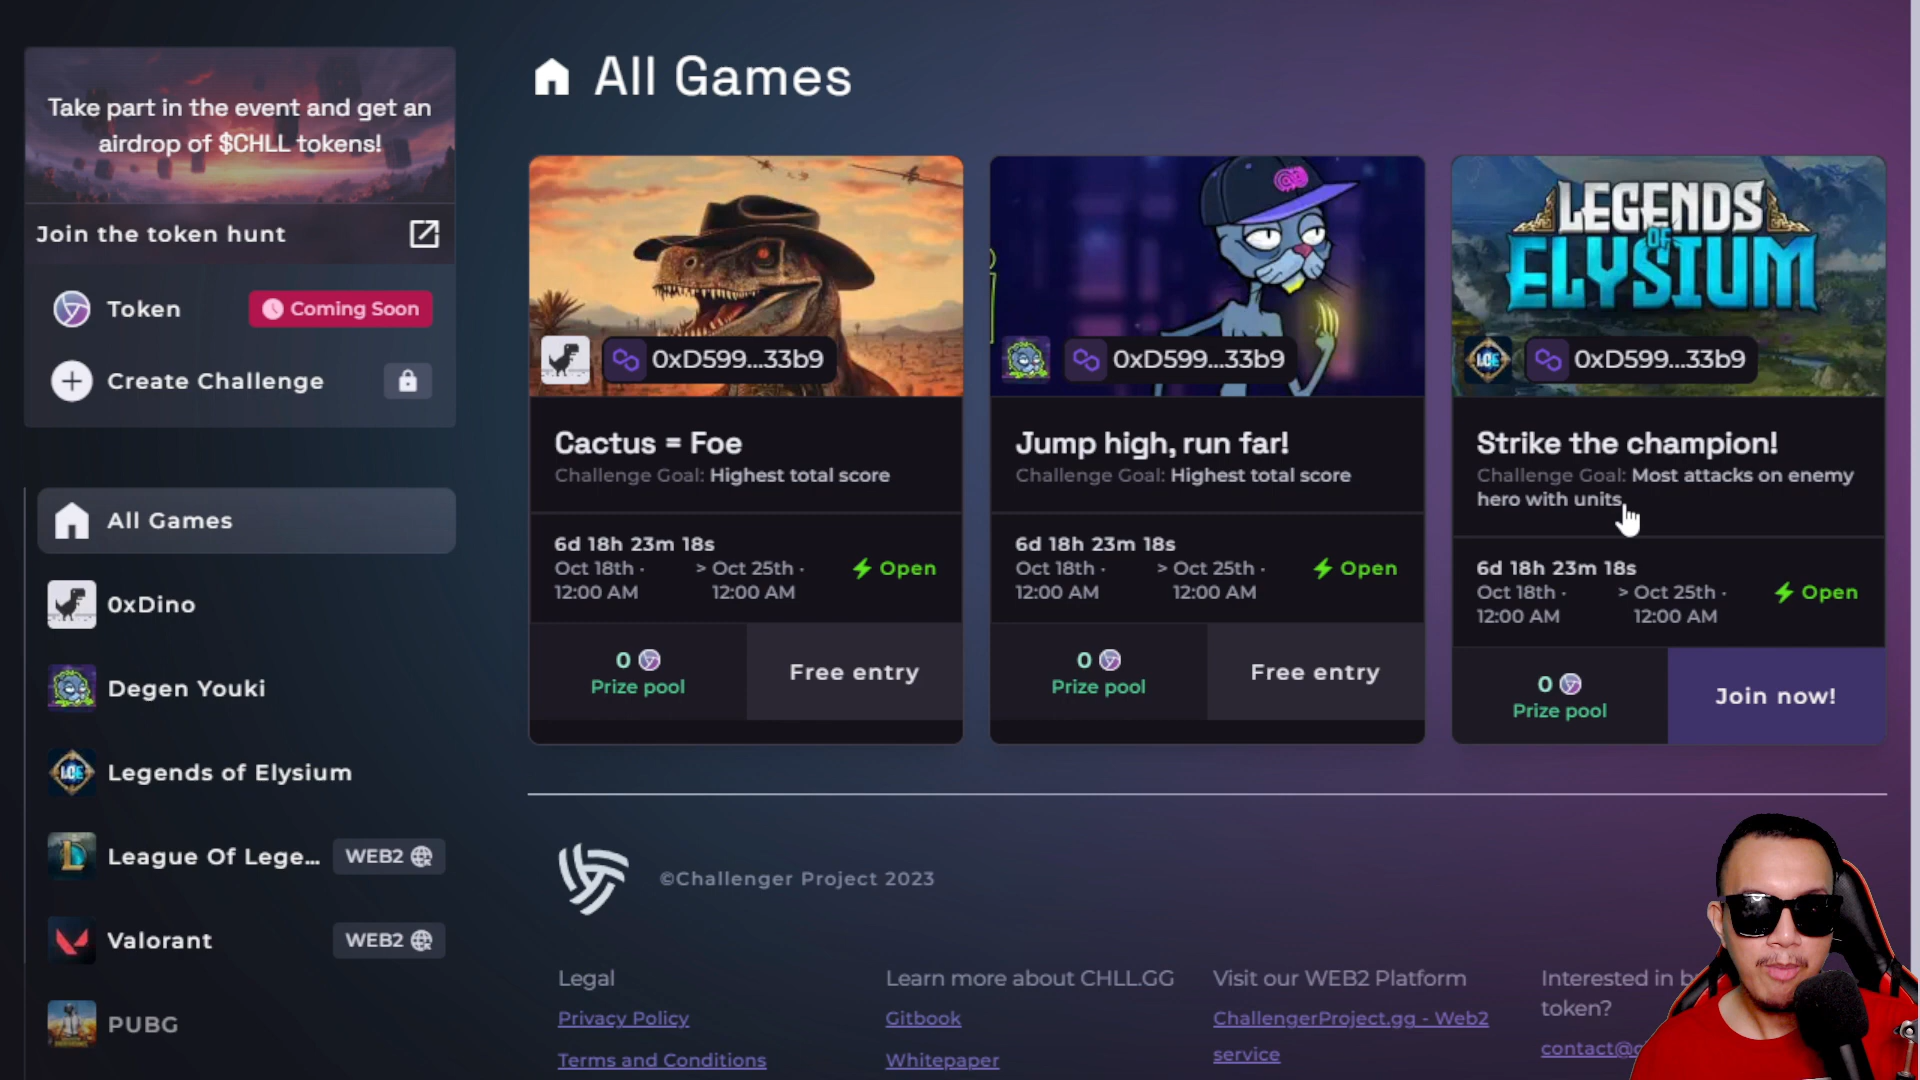 Take part in the event and get an
airdrop of $CHLL tokens!
Join the token hunt
Token
Coming Soon
Create Challenge
All Games
0xDino
Degen Youki
Legends of Elysium
League Of Lege...
WEB2
Valorant
WEB2
PUBG
All Games
0xD599...33b9
Cactus = Foe
Challenge Goal: Highest total score
6d 18h 23m 18s
Oct 18th · > Oct 25th ·
12:00 AM 12:00 AM
Open
0
Prize pool
Free entry
0xD599...33b9
Jump high, run far!
Challenge Goal: Highest total score
6d 18h 23m 18s
Oct 18th · > Oct 25th ·
12:00 AM 12:00 AM
Open
0
Prize pool
Free entry
LEGENDS
OF
ELYSIUM
LOE
0xD599...33b9
Strike the champion!
Challenge Goal: Most attacks on enemy
hero with units
6d 18h 23m 18s
Oct 18th · > Oct 25th ·
12:00 AM 12:00 AM
Open
0
Prize pool
Join now!
©Challenger Project 2023
Legal
Privacy Policy
Terms and Conditions
Learn more about CHLL.GG
Gitbook
Whitepaper
Visit our WEB2 Platform
ChallengerProject.gg - Web2
service
Interested in
token?